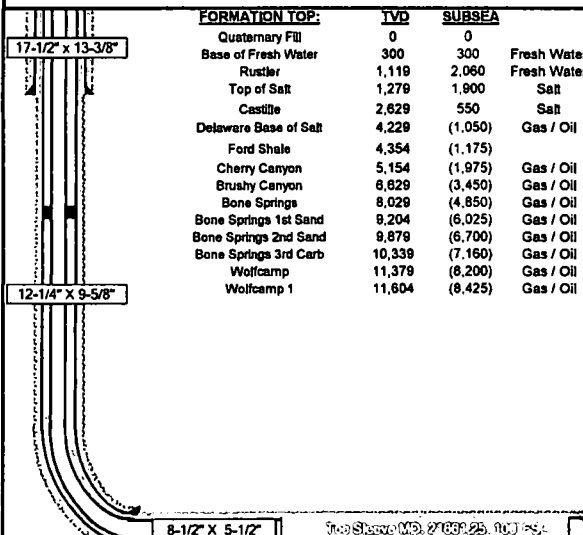 FORMATION TOP: TVD SUBSEA
Quaternary Fill 0 0
17-1/2" x 13-3/8"
Base of Fresh Water 300 300 Fresh Wate
Rustler 1,119 2,060 Fresh Wate
Top of Salt 1,279 1,900 Salt
Castille 2,629 550 Salt
Delaware Base of Salt 4,229 (1,050) Gas / Oil
Ford Shale 4,354 (1,175)
Cherry Canyon 5,154 (1,975) Gas / Oil
Brushy Canyon 6,629 (3,450) Gas / Oil
Bone Springs 8,029 (4,850) Gas / Oil
Bone Springs 1st Sand 9,204 (6,025) Gas / Oil
Bone Springs 2nd Sand 9,879 (6,700) Gas / Oil
Bone Springs 3rd Carb 10,339 (7,160) Gas / Oil
Wolfcamp 11,379 (8,200) Gas / Oil
Wolfcamp 1 11,604 (8,425) Gas / Oil
12-1/4" X 9-5/8"
8-1/2" X 5-1/2"
Sleeve MD,